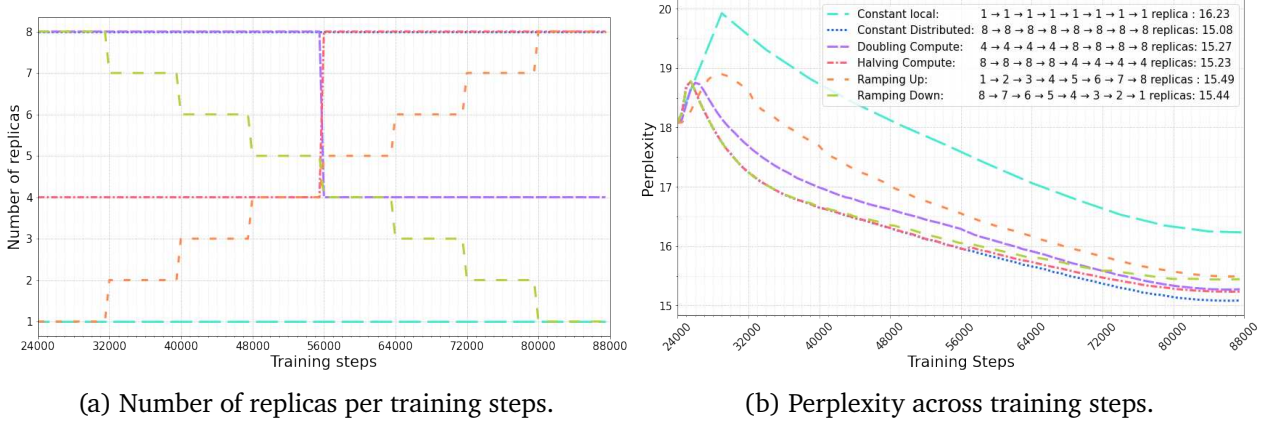 8
7
6
5
4
3
2
1
Number of replicas
24000 32000 40000 48000 56000 64000 72000 80000 88000
Training steps
(a) Number of replicas per training steps.
20
19
18
17
16
15
Perplexity
Constant local: 1 → 1 → 1 → 1 → 1 → 1 → 1 → 1 replica : 16.23
Constant Distributed: 8 → 8 → 8 → 8 → 8 → 8 → 8 → 8 replicas: 15.08
Doubling Compute: 4 → 4 → 4 → 4 → 8 → 8 → 8 → 8 replicas: 15.27
Halving Compute: 8 → 8 → 8 → 8 → 4 → 4 → 4 → 4 replicas: 15.23
Ramping Up: 1 → 2 → 3 → 4 → 5 → 6 → 7 → 8 replicas : 15.49
Ramping Down: 8 → 7 → 6 → 5 → 4 → 3 → 2 → 1 replicas: 15.44
24000 32000 40000 48000 56000 64000 72000 80000 88000
Training Steps
(b) Perplexity across training steps.